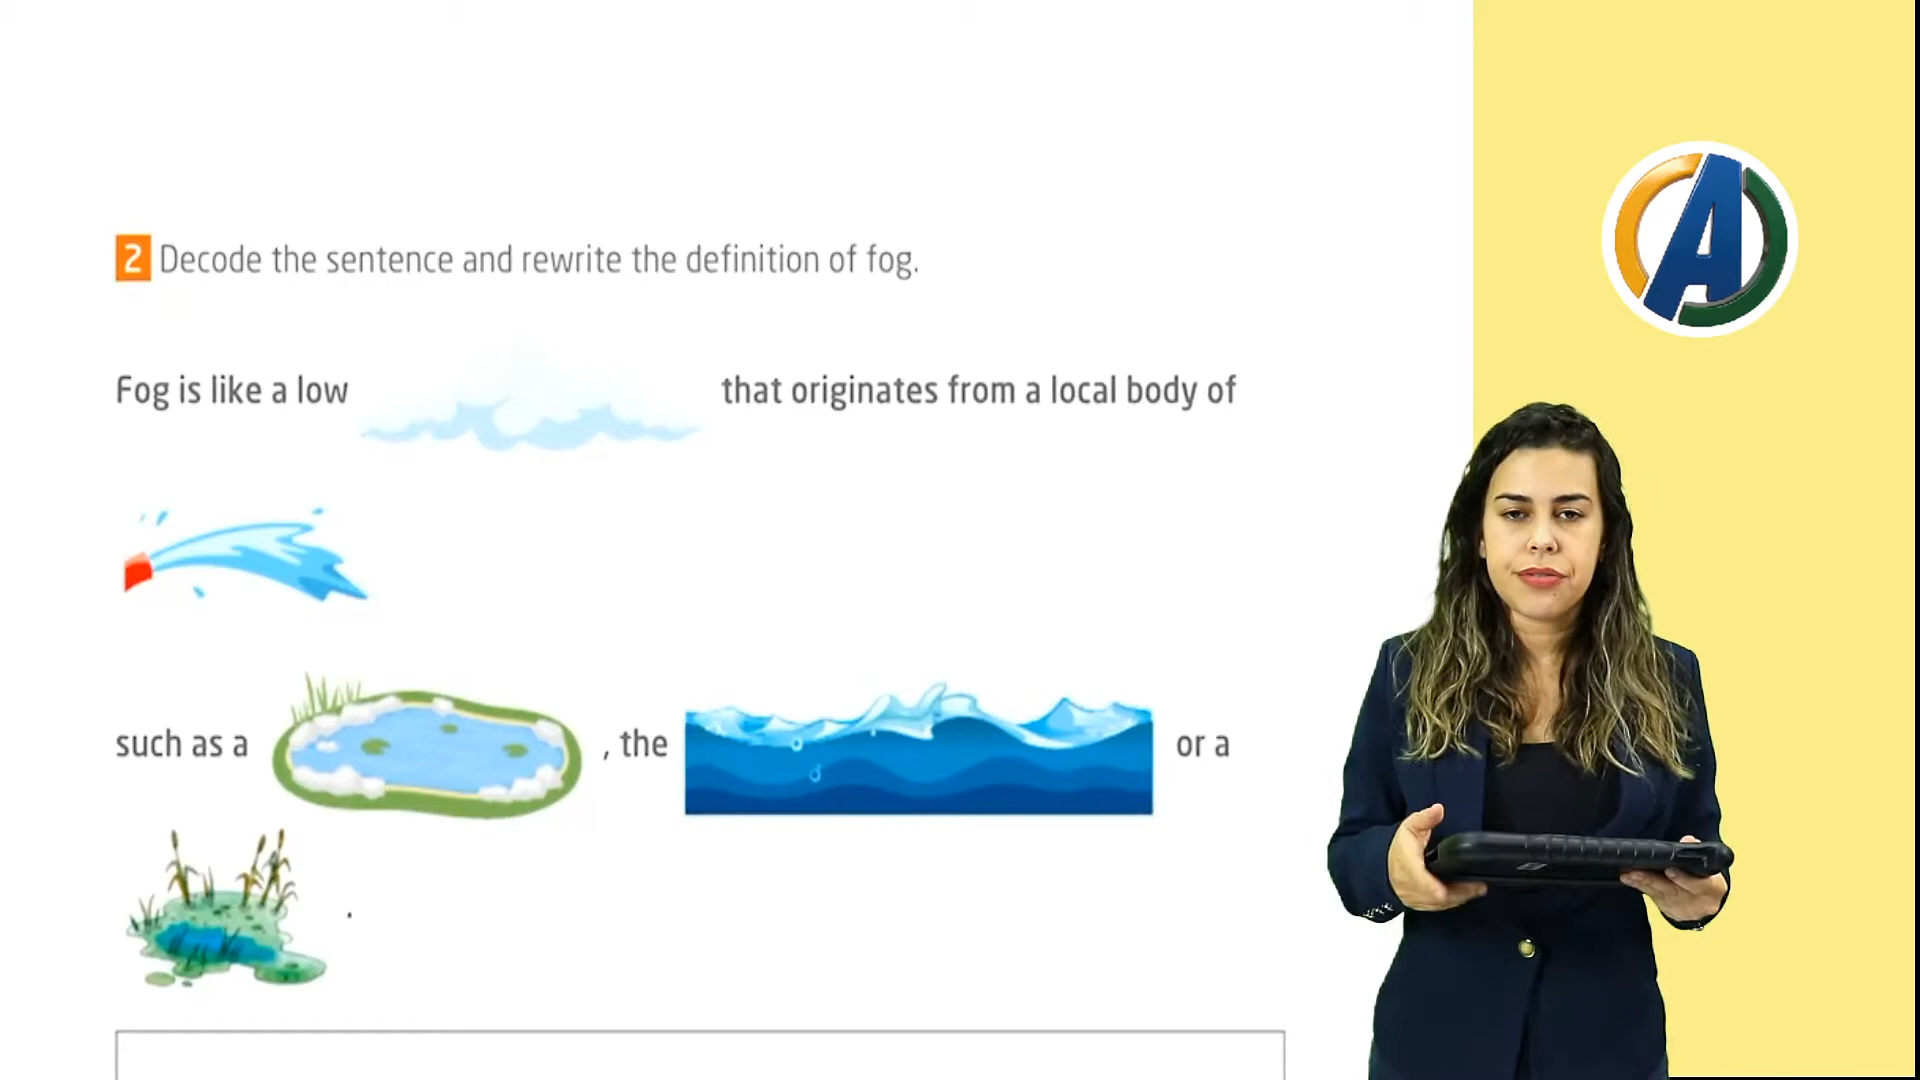 2 Decode the sentence and rewrite the definition of fog.
Fog is like a low that originates from a local body of
such as a , the or a
.
A